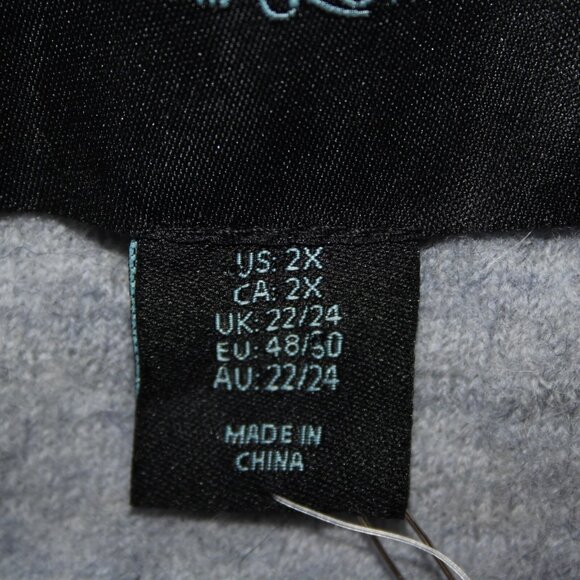 US: 2X
CA: 2X
UK: 22/24
EU: 48/50
AU: 22/24
MADE IN
CHINA